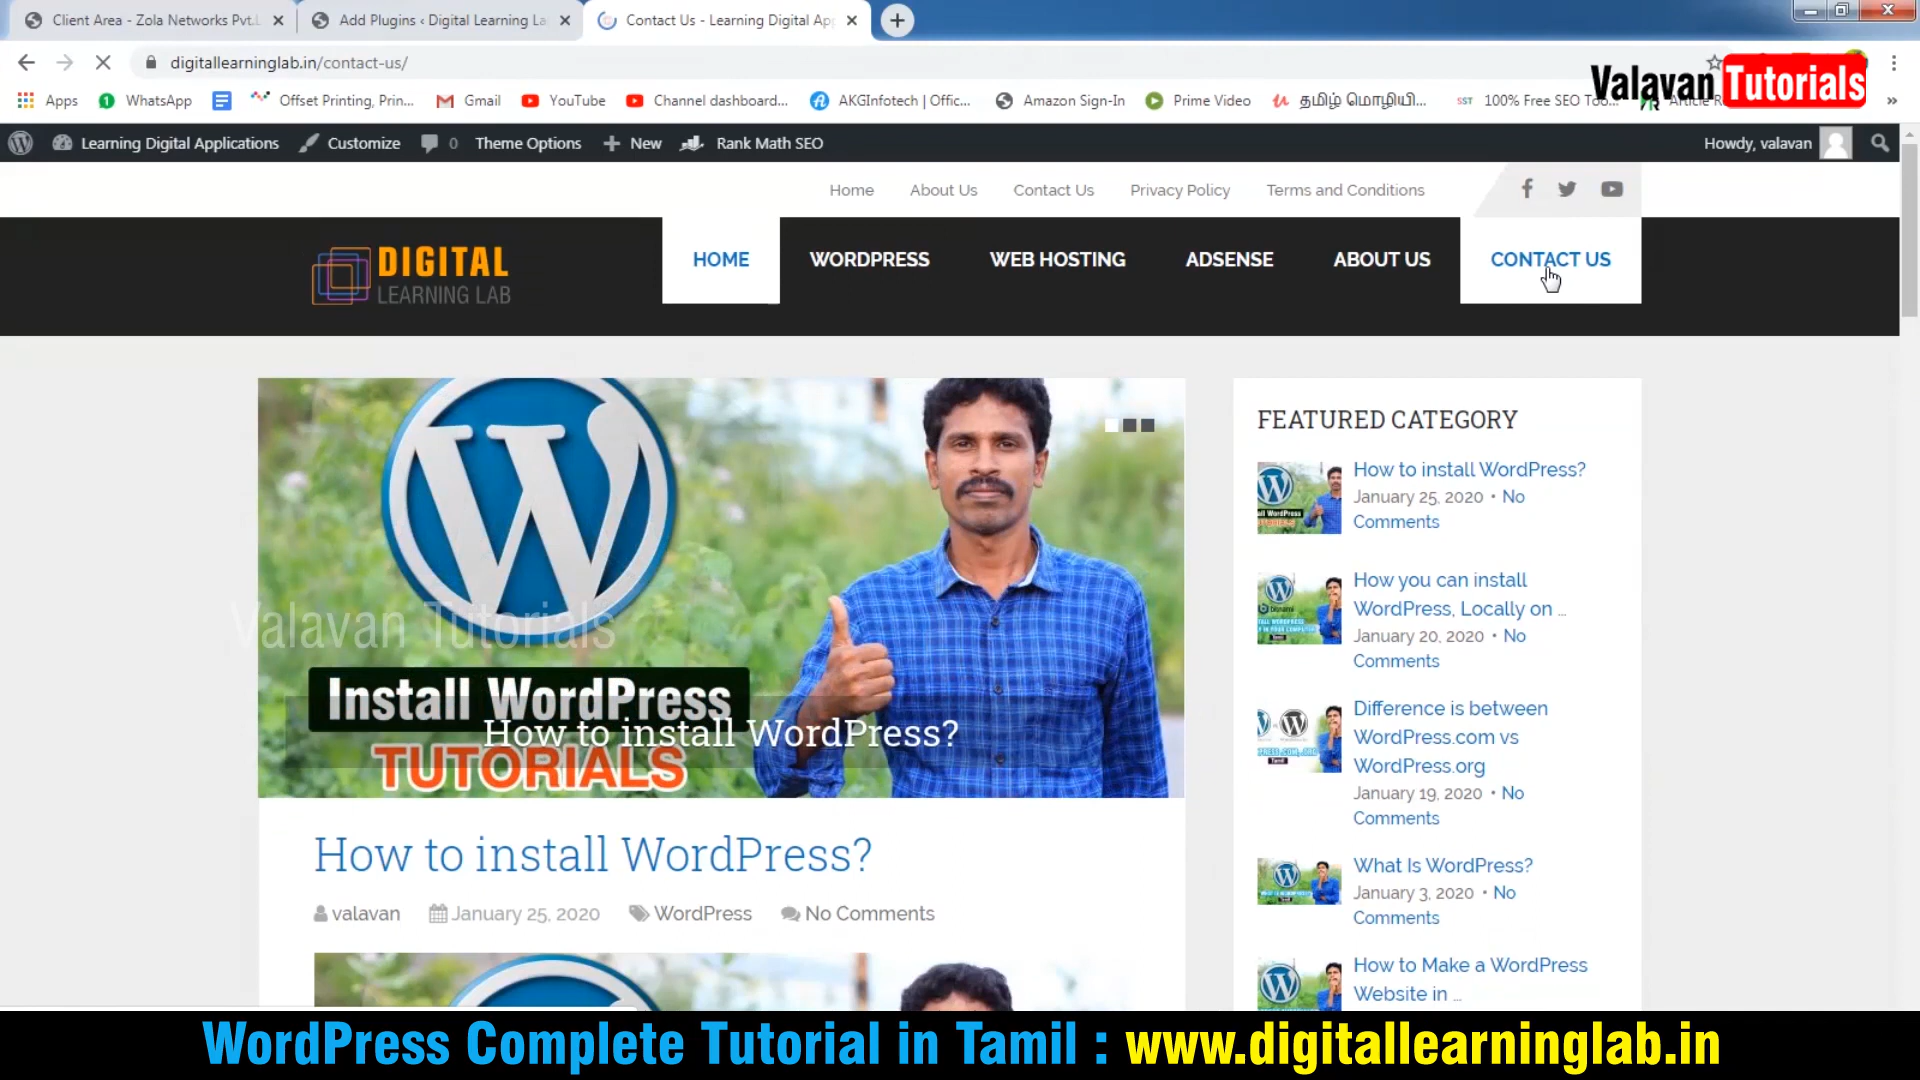 Client Area - Zola Networks Pvt.L
Add Plugins ‹ Digital Learning La
Contact Us - Learning Digital App
digitallearninglab.in/contact-us/
Apps
WhatsApp
Offset Printing, Prin...
Gmail
YouTube
Channel dashboard...
AKGInfotech | Offic...
Amazon Sign-In
Prime Video
தமிழ் மொழியி...
SST
100% Free SEO Too...
Valavan Tutorials
Learning Digital Applications
Customize
0
Theme Options
New
Rank Math SEO
Howdy, valavan
Home
About Us
Contact Us
Privacy Policy
Terms and Conditions
DIGITAL
LEARNING LAB
HOME
WORDPRESS
WEB HOSTING
ADSENSE
ABOUT US
CONTACT US
Valavan Tutorials
Install WordPress
How to install WordPress?
TUTORIALS
How to install WordPress?
valavan
January 25, 2020
WordPress
No Comments
FEATURED CATEGORY
How to install WordPress?
January 25, 2020 • No
Comments
How you can install
WordPress, Locally on ...
January 20, 2020 • No
Comments
Difference is between
WordPress.com vs
WordPress.org
January 19, 2020 • No
Comments
What Is WordPress?
January 3, 2020 • No
Comments
How to Make a WordPress
Website in ...
WordPress Complete Tutorial in Tamil : www.digitallearninglab.in